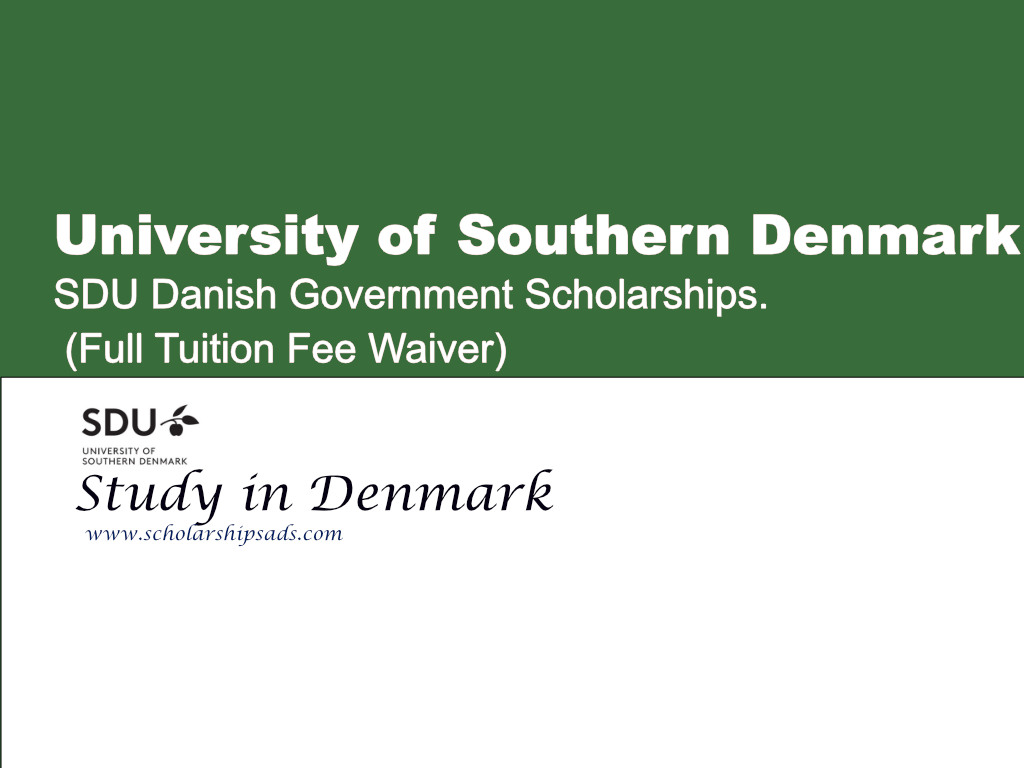 University of Southern Denmark
SDU Danish Government Scholarships.
(Full Tuition Fee Waiver)
SDU
UNIVERSITY OF
SOUTHERN DENMARK
Study in Denmark
www.scholarshipsads.com